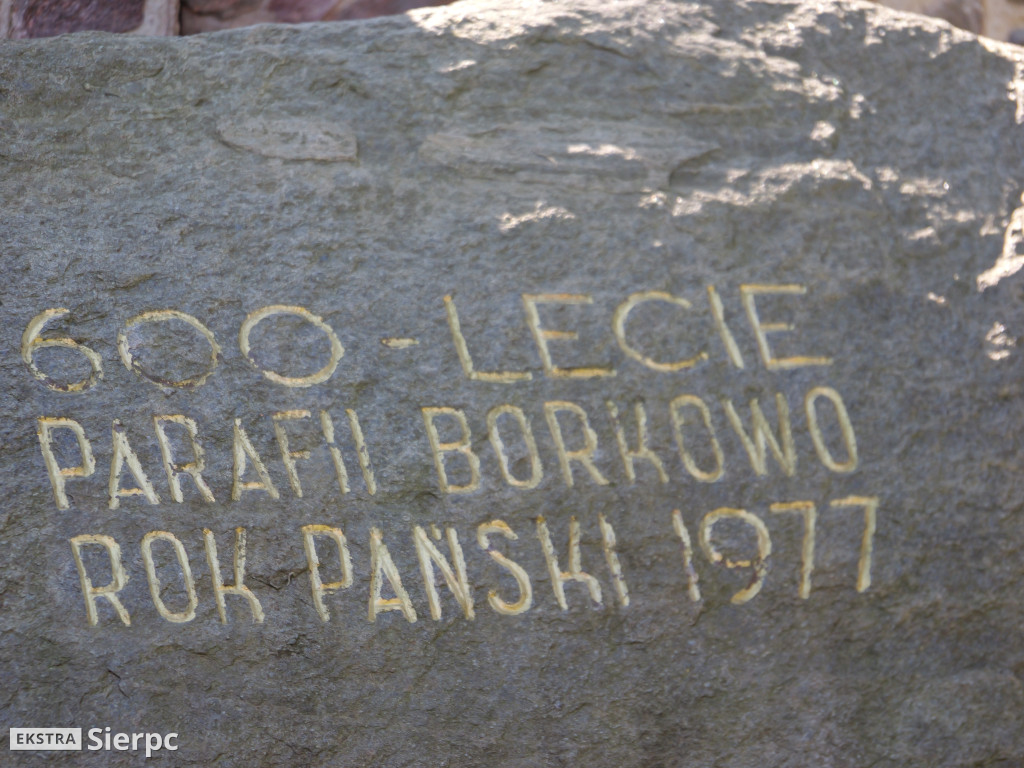 600-LECIE
PARAFII BORKOWO
ROK PAŃSKI 1977
EKSTRA Sierpc